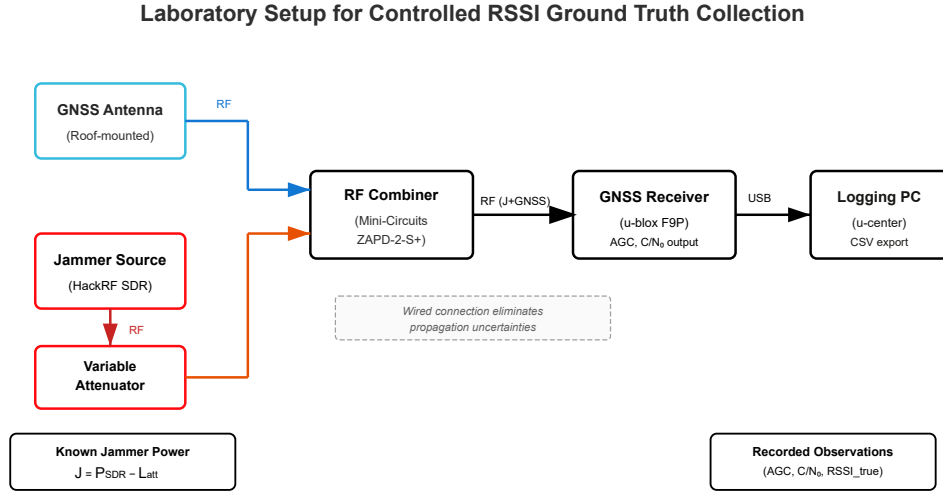 Laboratory Setup for Controlled RSSI Ground Truth Collection
GNSS Antenna
(Roof-mounted)
RF
Jammer Source
(HackRF SDR)
RF
Variable
Attenuator
RF Combiner
(Mini-Circuits
ZAPD-2-S+)
RF (J+GNSS)
GNSS Receiver
(u-blox F9P)
AGC, C/N₀ output
USB
Logging PC
(u-center)
CSV export
Wired connection eliminates
propagation uncertainties
Known Jammer Power
J = PSDR − Latt
Recorded Observations
(AGC, C/N₀, RSSI_true)